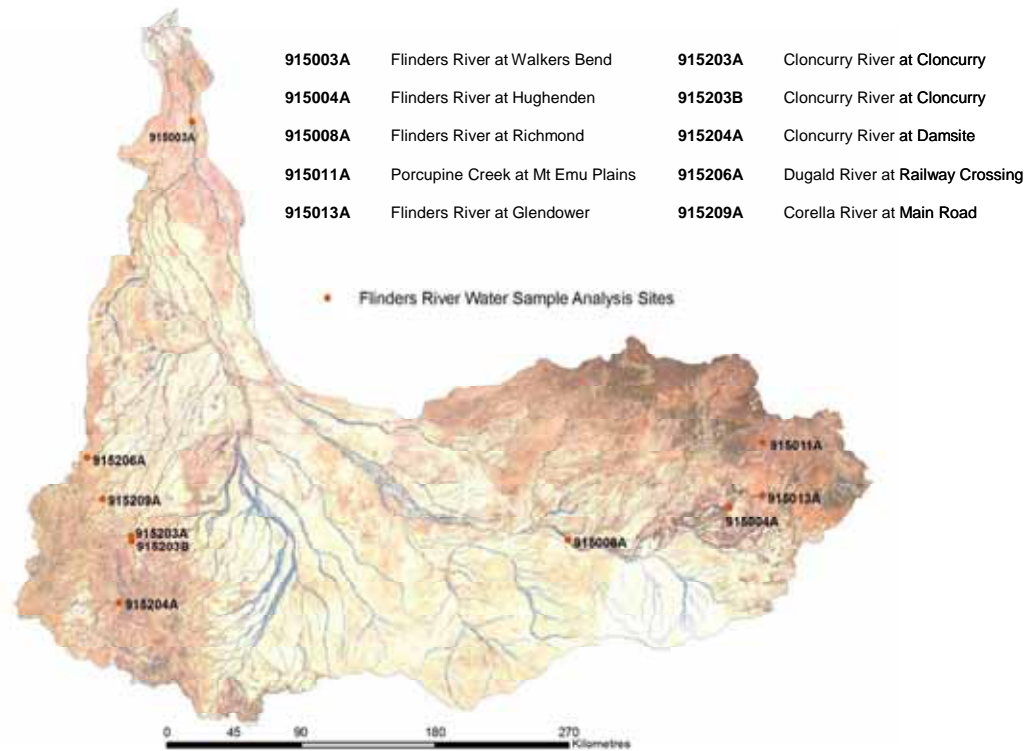 915003A Flinders River at Walkers Bend 915203A Cloncurry River at Cloncurry
915004A Flinders River at Hughenden 915203B Cloncurry River at Cloncurry
915008A Flinders River at Richmond 915204A Cloncurry River at Damsite
915011A Porcupine Creek at Mt Emu Plains 915206A Dugald River at Railway Crossing
915013A Flinders River at Glendower 915209A Corella River at Main Road
915003A
Flinders River Water Sample Analysis Sites
915011A
915206A
915013A
915209A
915004A
915203A
915008A
915203B
915204A
0 45 90 180 270
Kilometres